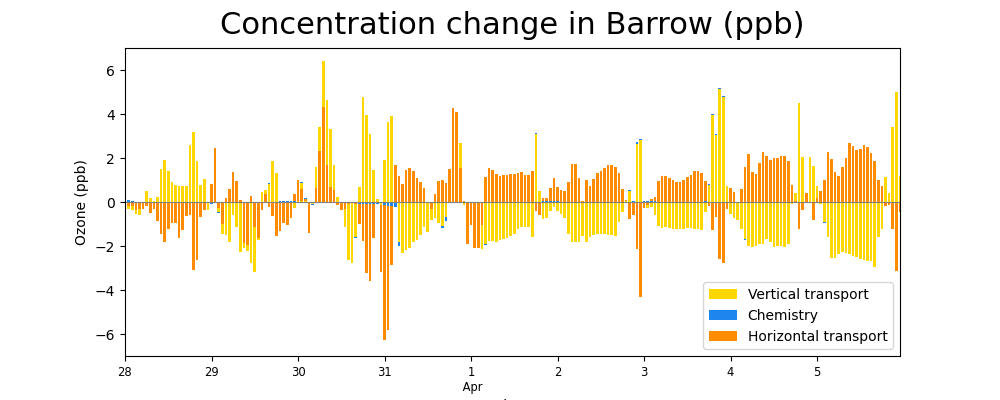 Concentration change in Barrow (ppb)
Ozone (ppb)
6
4
2
0
−2
−4
−6
28 29 30 31 1 2 3 4 5
Apr
Vertical transport
Chemistry
Horizontal transport